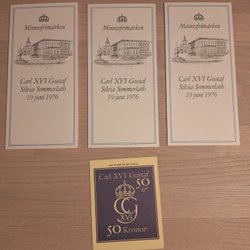 Minnesfrimärken
Carl XVI Gustaf
Silvia Sommerlath
19 juni 1976
Minnesfrimärken
Carl XVI Gustaf
Silvia Sommerlath
19 juni 1976
Minnesfrimärken
Carl XVI Gustaf
Silvia Sommerlath
19 juni 1976
Carl XVI Gustaf
50
år
XVI
50 Kronor